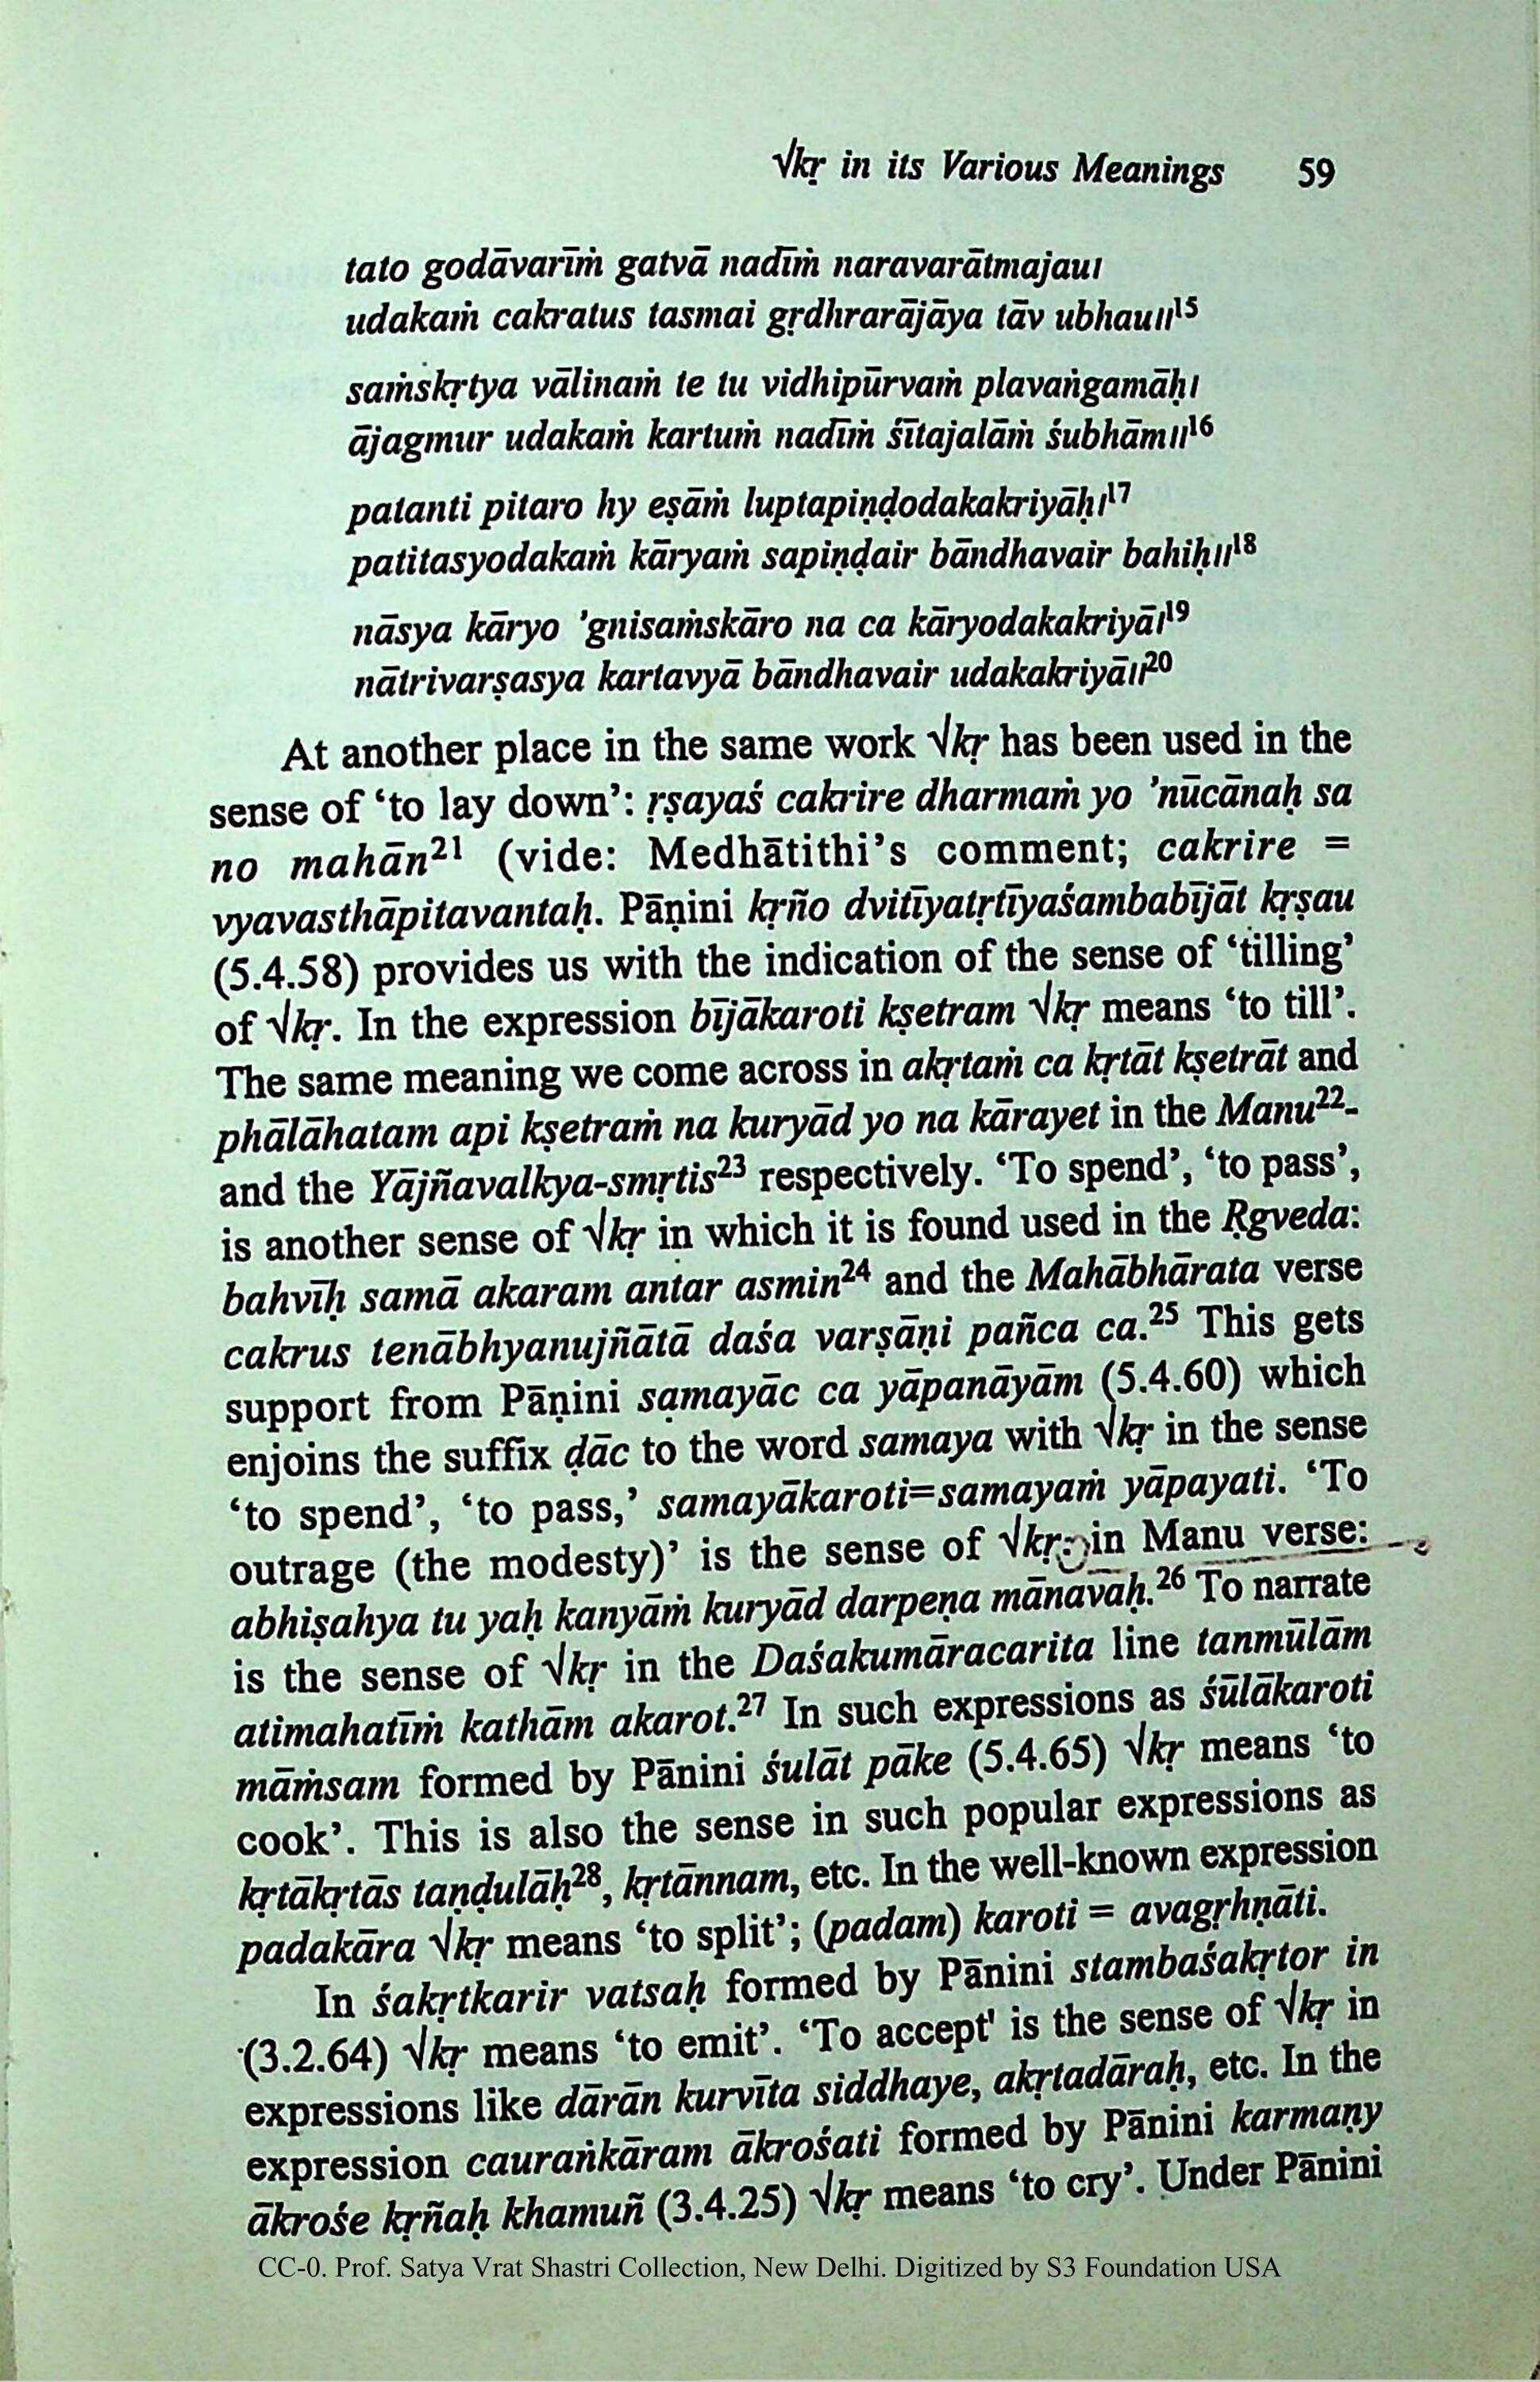 √kṛ in its Various Meanings 59
tato godāvarīṁ gatvā nadīṁ naravarātmajau।
udakaṁ cakratus tasmai gṛdhrarājāya tāv ubhau॥15
saṁskṛtya vālinaṁ te tu vidhipūrvaṁ plavaṅgamāḥ।
ājagmur udakaṁ kartuṁ nadīṁ śītajalāṁ śubhām॥16
patanti pitaro hy eṣāṁ luptapiṇḍodakakriyāḥ।17
patitasyodakaṁ kāryaṁ sapiṇḍair bāndhavair bahiḥ॥18
nāsya kāryo 'gnisaṁskāro na ca kāryodakakriyā।19
nātrivarṣasya kartavyā bāndhavair udakakriyā॥20
At another place in the same work √kṛ has been used in the
sense of ‘to lay down’: ṛṣayaś cakrire dharmaṁ yo ’nūcānaḥ sa
no mahān21 (vide: Medhātithi’s comment; cakrire =
vyavasthāpitavantaḥ. Pāṇini kṛño dvitīyatṛtīyaśambabījāt kṛṣau
(5.4.58) provides us with the indication of the sense of ‘tilling’
of √kṛ. In the expression bījākaroti kṣetram √kṛ means ‘to till’.
The same meaning we come across in akṛtaṁ ca kṛtāt kṣetrāt and
phālāhatam api kṣetraṁ na kuryād yo na kārayet in the Manu22-
and the Yājñavalkya-smṛtis23 respectively. ‘To spend’, ‘to pass’,
is another sense of √kṛ in which it is found used in the Ṛgveda:
bahvīḥ samā akaram antar asmin24 and the Mahābhārata verse
cakrus tenābhyanujñātā daśa varṣāṇi pañca ca.25 This gets
support from Pāṇini samayāc ca yāpanāyām (5.4.60) which
enjoins the suffix ḍāc to the word samaya with √kṛ in the sense
‘to spend’, ‘to pass,’ samayākaroti=samayaṁ yāpayati. ‘To
outrage (the modesty)’ is the sense of √kṛ: in Manu verse:
abhiṣahya tu yaḥ kanyāṁ kuryād darpeṇa mānavaḥ.26 To narrate
is the sense of √kṛ in the Daśakumāracarita line tanmūlām
atimahatīṁ kathām akarot.27 In such expressions as śūlākaroti
māṁsam formed by Pānini śulāt pāke (5.4.65) √kṛ means ‘to
cook’. This is also the sense in such popular expressions as
kṛtākṛtās taṇḍulāḥ28, kṛtānnam, etc. In the well-known expression
padakāra √kṛ means ‘to split’; (padam) karoti = avagṛhṇāti.
In śakṛtkarir vatsaḥ formed by Pānini stambaśakṛtor in
(3.2.64) √kṛ means ‘to emit’. ‘To accept' is the sense of √kṛ in
expressions like dārān kurvīta siddhaye, akṛtadāraḥ, etc. In the
expression cauraṅkāram ākrośati formed by Pānini karmaṇy
ākrośe kṛñaḥ khamuñ (3.4.25) √kṛ means ‘to cry’. Under Pānini
CC-0. Prof. Satya Vrat Shastri Collection, New Delhi. Digitized by S3 Foundation USA